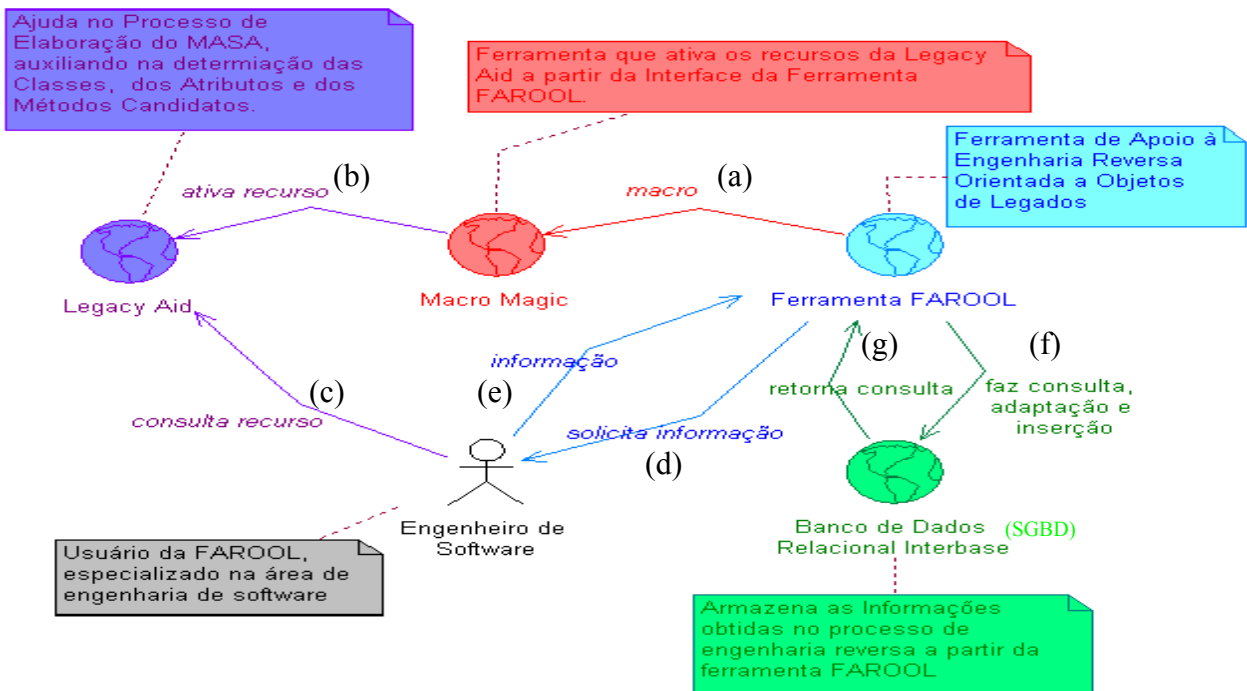 Ajuda no Processo de
Elaboração do MASA,
auxiliando na determiação das
Classes, dos Atributos e dos
Métodos Candidatos.
Ferramenta que ativa os recursos da Legacy
Aid a partir da Interface da Ferramenta
FAROOL.
Ferramenta de Apoio à
Engenharia Reversa
Orientada a Objetos
de Legados
(b)
ativa recurso
(a)
macro
Legacy Aid
Macro Magic
Ferramenta FAROOL
informação
(g)
(f)
retorna consulta
faz consulta,
adaptação e
inserção
(c)
(e)
consulta recurso
solicita informação
(d)
Engenheiro de
Software
Banco de Dados (SGBD)
Relacional Interbase
Usuário da FAROOL,
especializado na área de
engenharia de software
Armazena as Informações
obtidas no processo de
engenharia reversa a partir da
ferramenta FAROOL